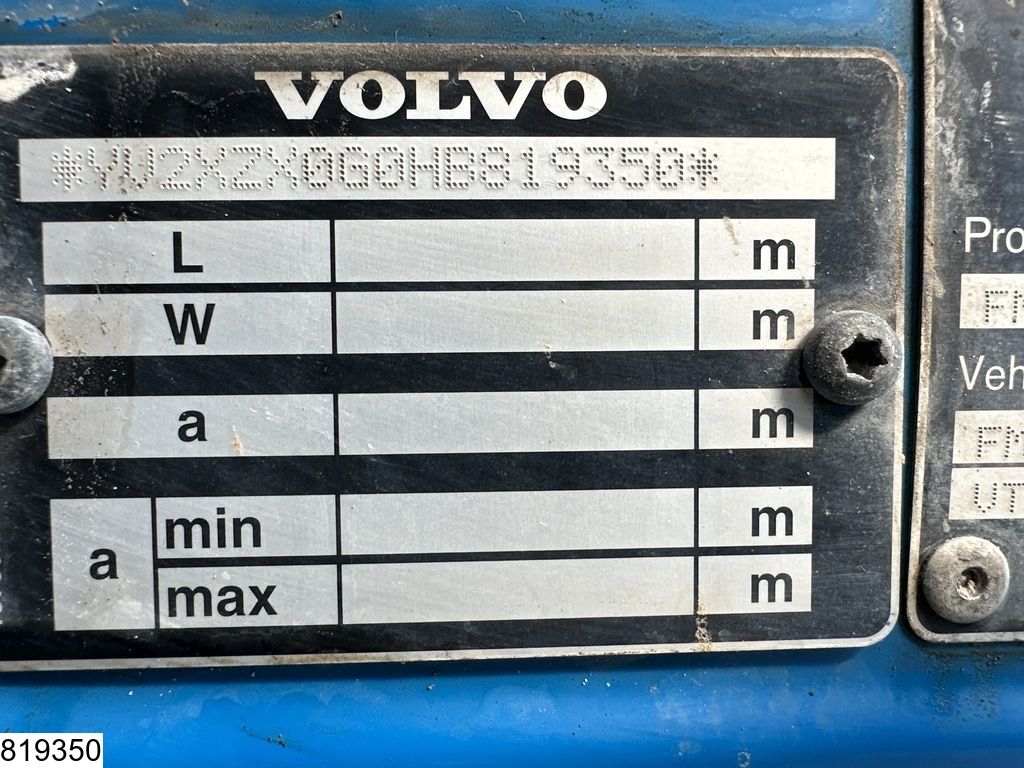 VOLVO
*YV2XZX0G0HB819350*
L m
W m
a m
a min m
max m
Pro
FM
Veh
FM
VT
819350